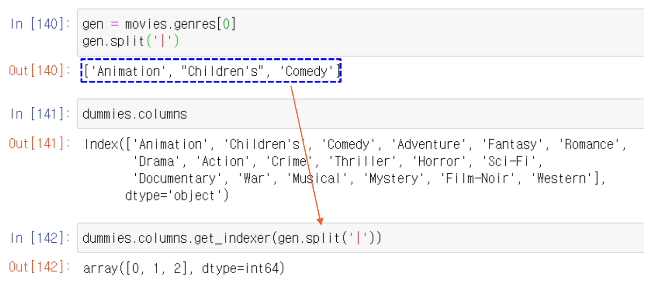 In [140]: gen = movies.genres[0]
gen.split('|')
Out[140]: ['Animation', "Children's", 'Comedy']
In [141]: dummies.columns
Out[141]: Index(['Animation', 'Children's', 'Comedy', 'Adventure', 'Fantasy', 'Romance',
'Drama', 'Action', 'Crime', 'Thriller', 'Horror', 'Sci-Fi',
'Documentary', 'War', 'Musical', 'Mystery', 'Film-Noir', 'Western'],
dtype='object')
In [142]: dummies.columns.get_indexer(gen.split('|'))
Out[142]: array([0, 1, 2], dtype=int64)